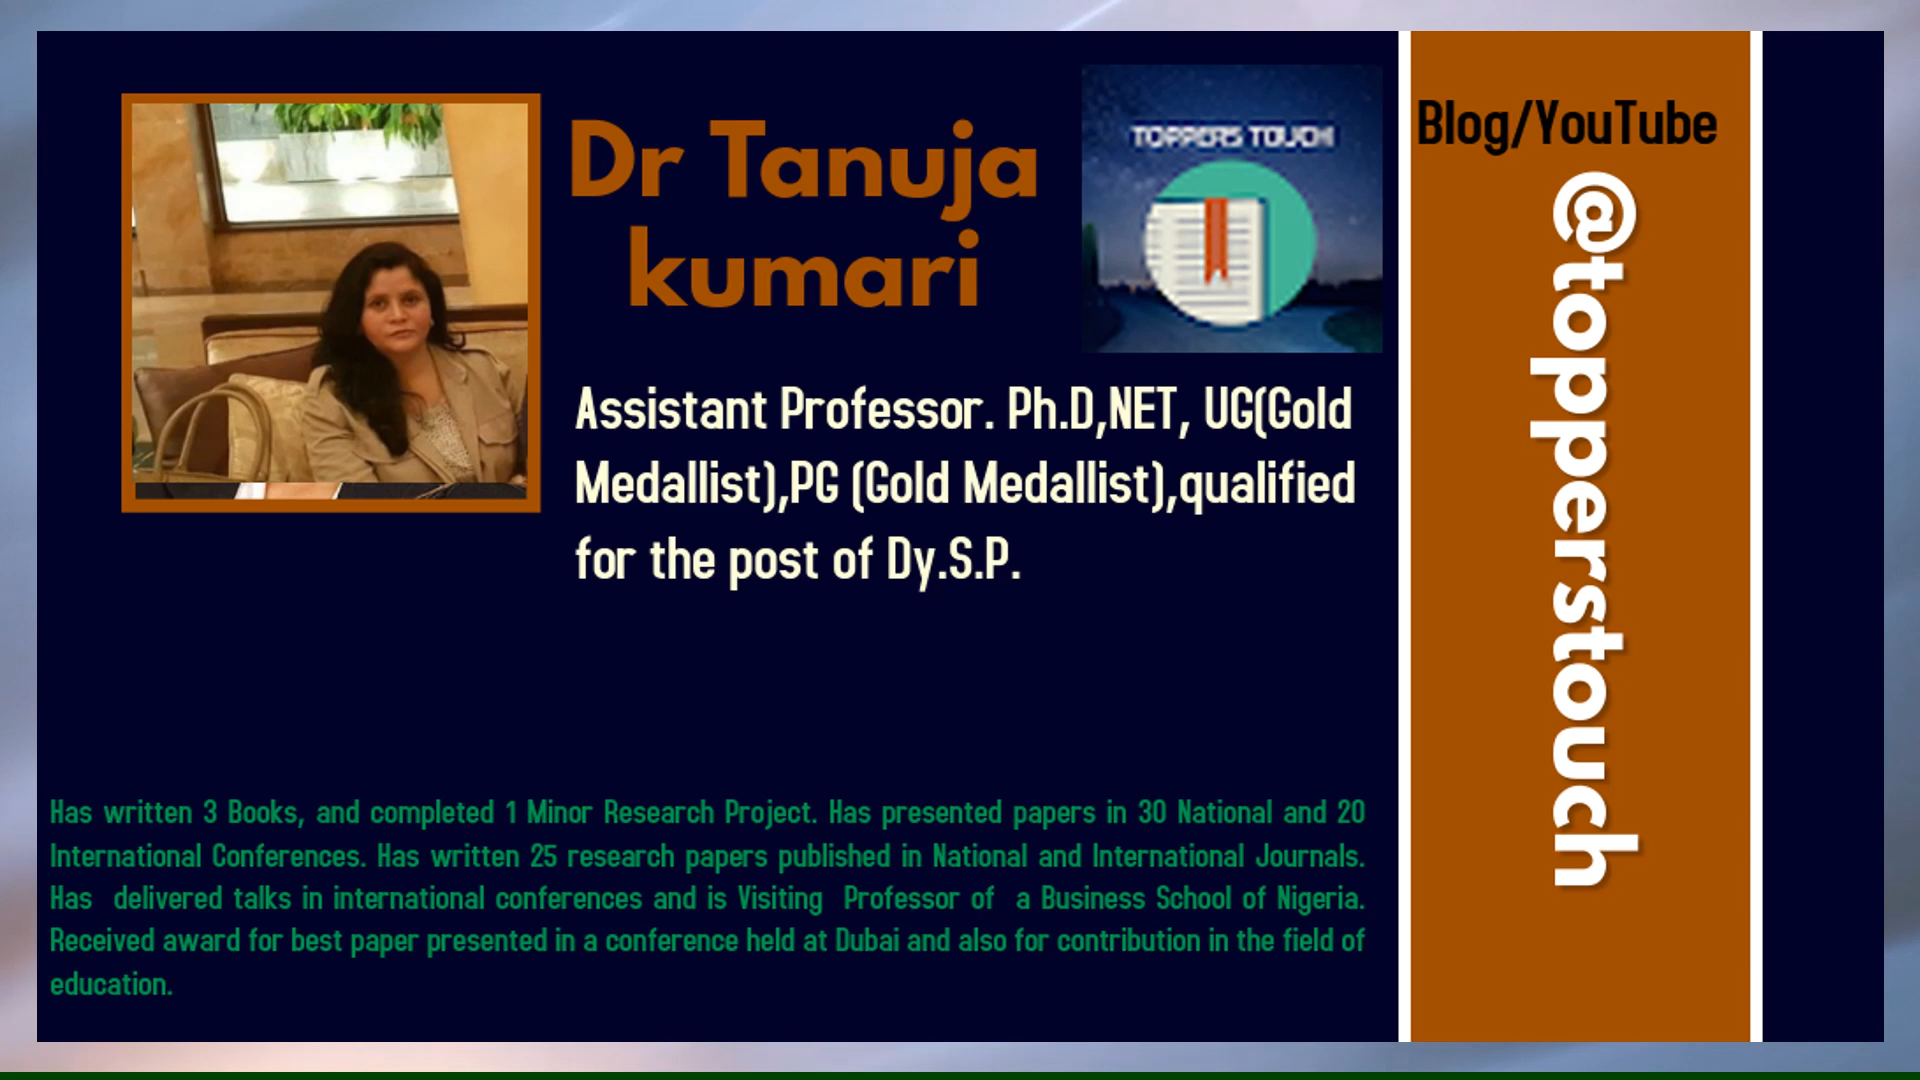 Dr Tanuja
kumari
TOPPERS TOUCH
Assistant Professor. Ph.D,NET, UG(Gold
Medallist),PG (Gold Medallist),qualified
for the post of Dy.S.P.
Has written 3 Books, and completed 1 Minor Research Project. Has presented papers in 30 National and 20
International Conferences. Has written 25 research papers published in National and International Journals.
Has delivered talks in international conferences and is Visiting Professor of a Business School of Nigeria.
Received award for best paper presented in a conference held at Dubai and also for contribution in the field of
education.
Blog/YouTube
@topperstouch